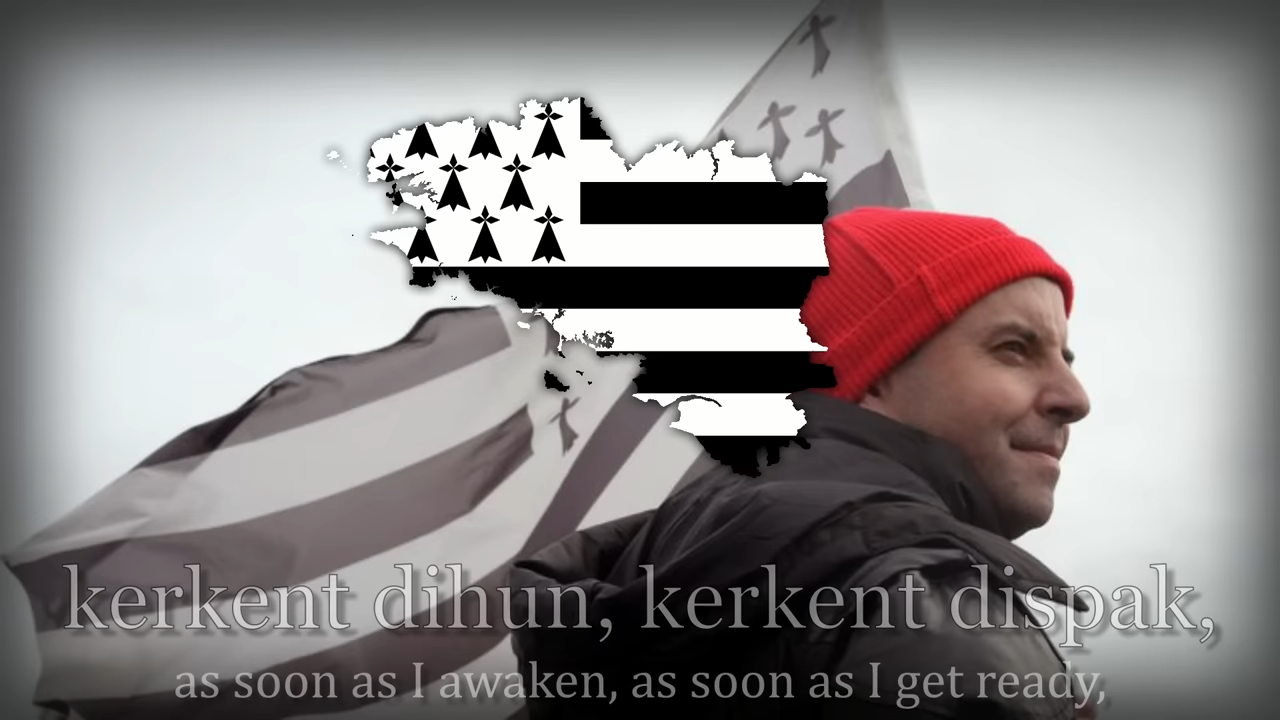 kerkent dihun, kerkent dispak,
as soon as I awaken, as soon as I get ready,